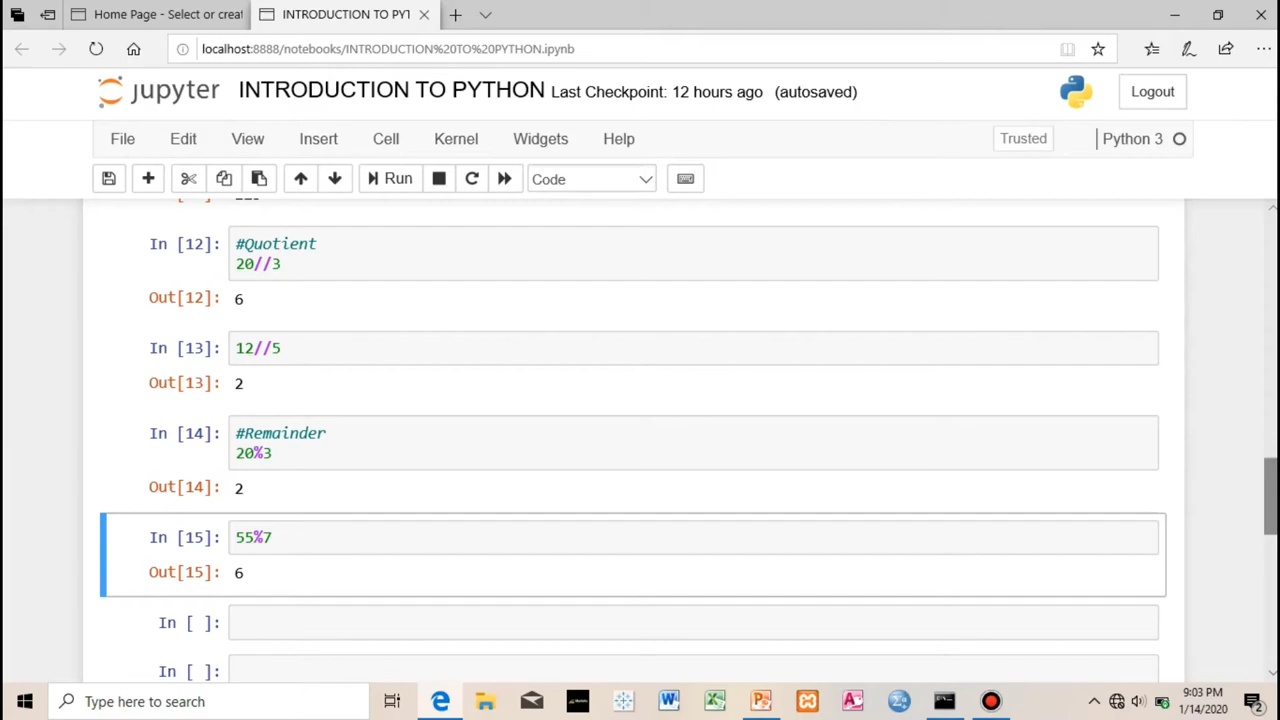 Home Page - Select or creat
INTRODUCTION TO PYT
localhost:8888/notebooks/INTRODUCTION%20TO%20PYTHON.ipynb
jupyter INTRODUCTION TO PYTHON Last Checkpoint: 12 hours ago (autosaved)
Logout
File Edit View Insert Cell Kernel Widgets Help Trusted Python 3
Run Code
In [12]: #Quotient
20//3
Out[12]: 6
In [13]: 12//5
Out[13]: 2
In [14]: #Remainder
20%3
Out[14]: 2
In [15]: 55%7
Out[15]: 6
In [ ]:
In [ ]:
Type here to search
9:03 PM
1/14/2020
2